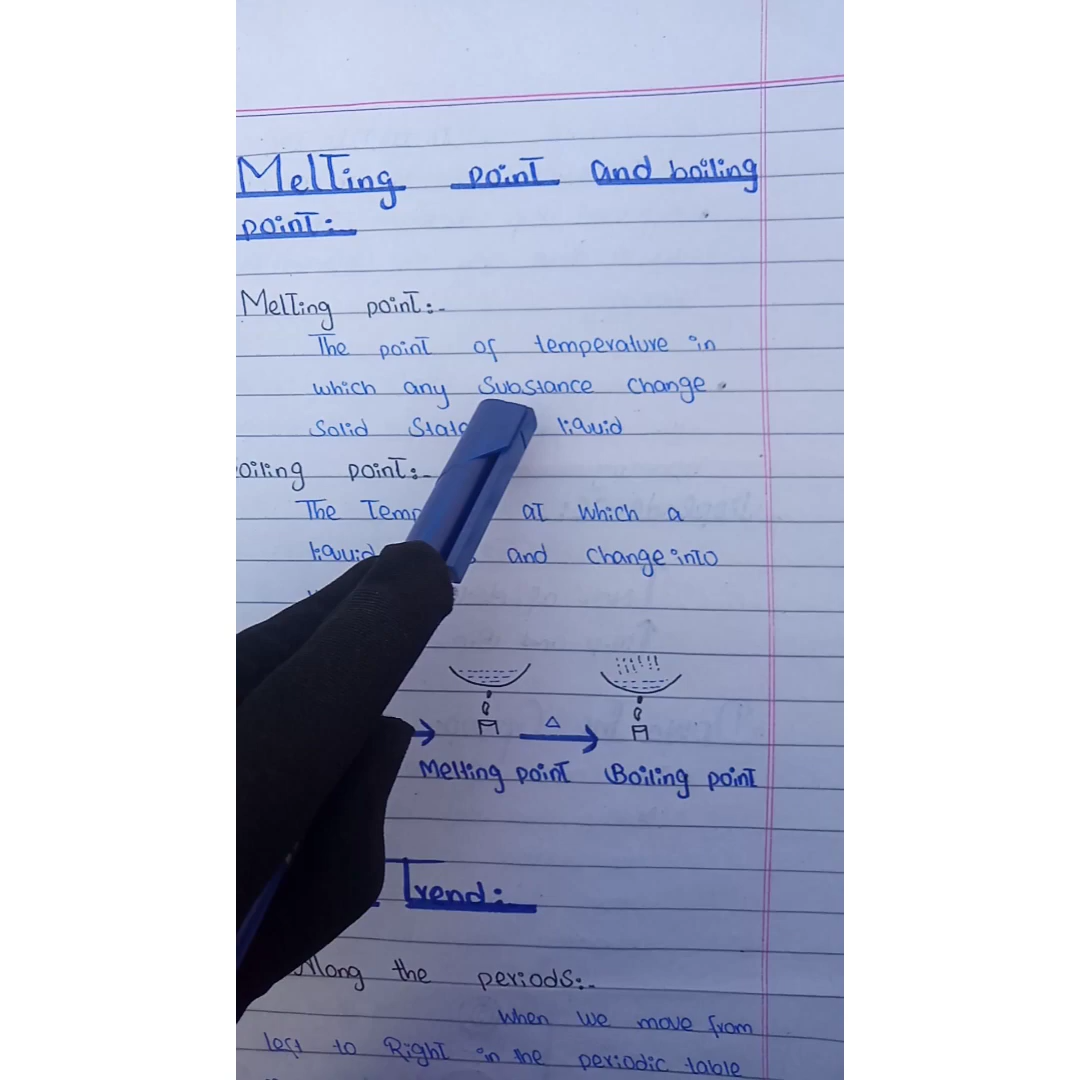 Melting point and boiling
point:-
Melting point:-
The point of temperature in
which any Substance change
Solid State liquid
oiling point:-
The at which a
liquid and change into
Melting point Boiling point
Trend:-
Along the periods:-
When we move from
left to Right in the periodic table